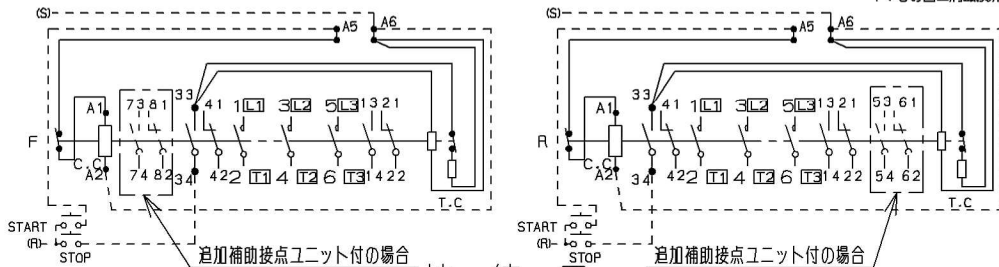 (S) A5 A6
33
73 81 41 1 L1 3 L2 5 L3 13 21
A1
F
C.C
A2
74 82 34 42 2 T1 4 T2 6 T3 14 22
T.C
START
(R)
STOP
追加補助接点ユニット付の場合
(S) A5 A6
33
41 1 L1 3 L2 5 L3 13 21 53 61
A1
R
C.C
A2
34 42 2 T1 4 T2 6 T3 14 22 54 62
T.C
START
(R)
STOP
追加補助接点ユニット付の場合